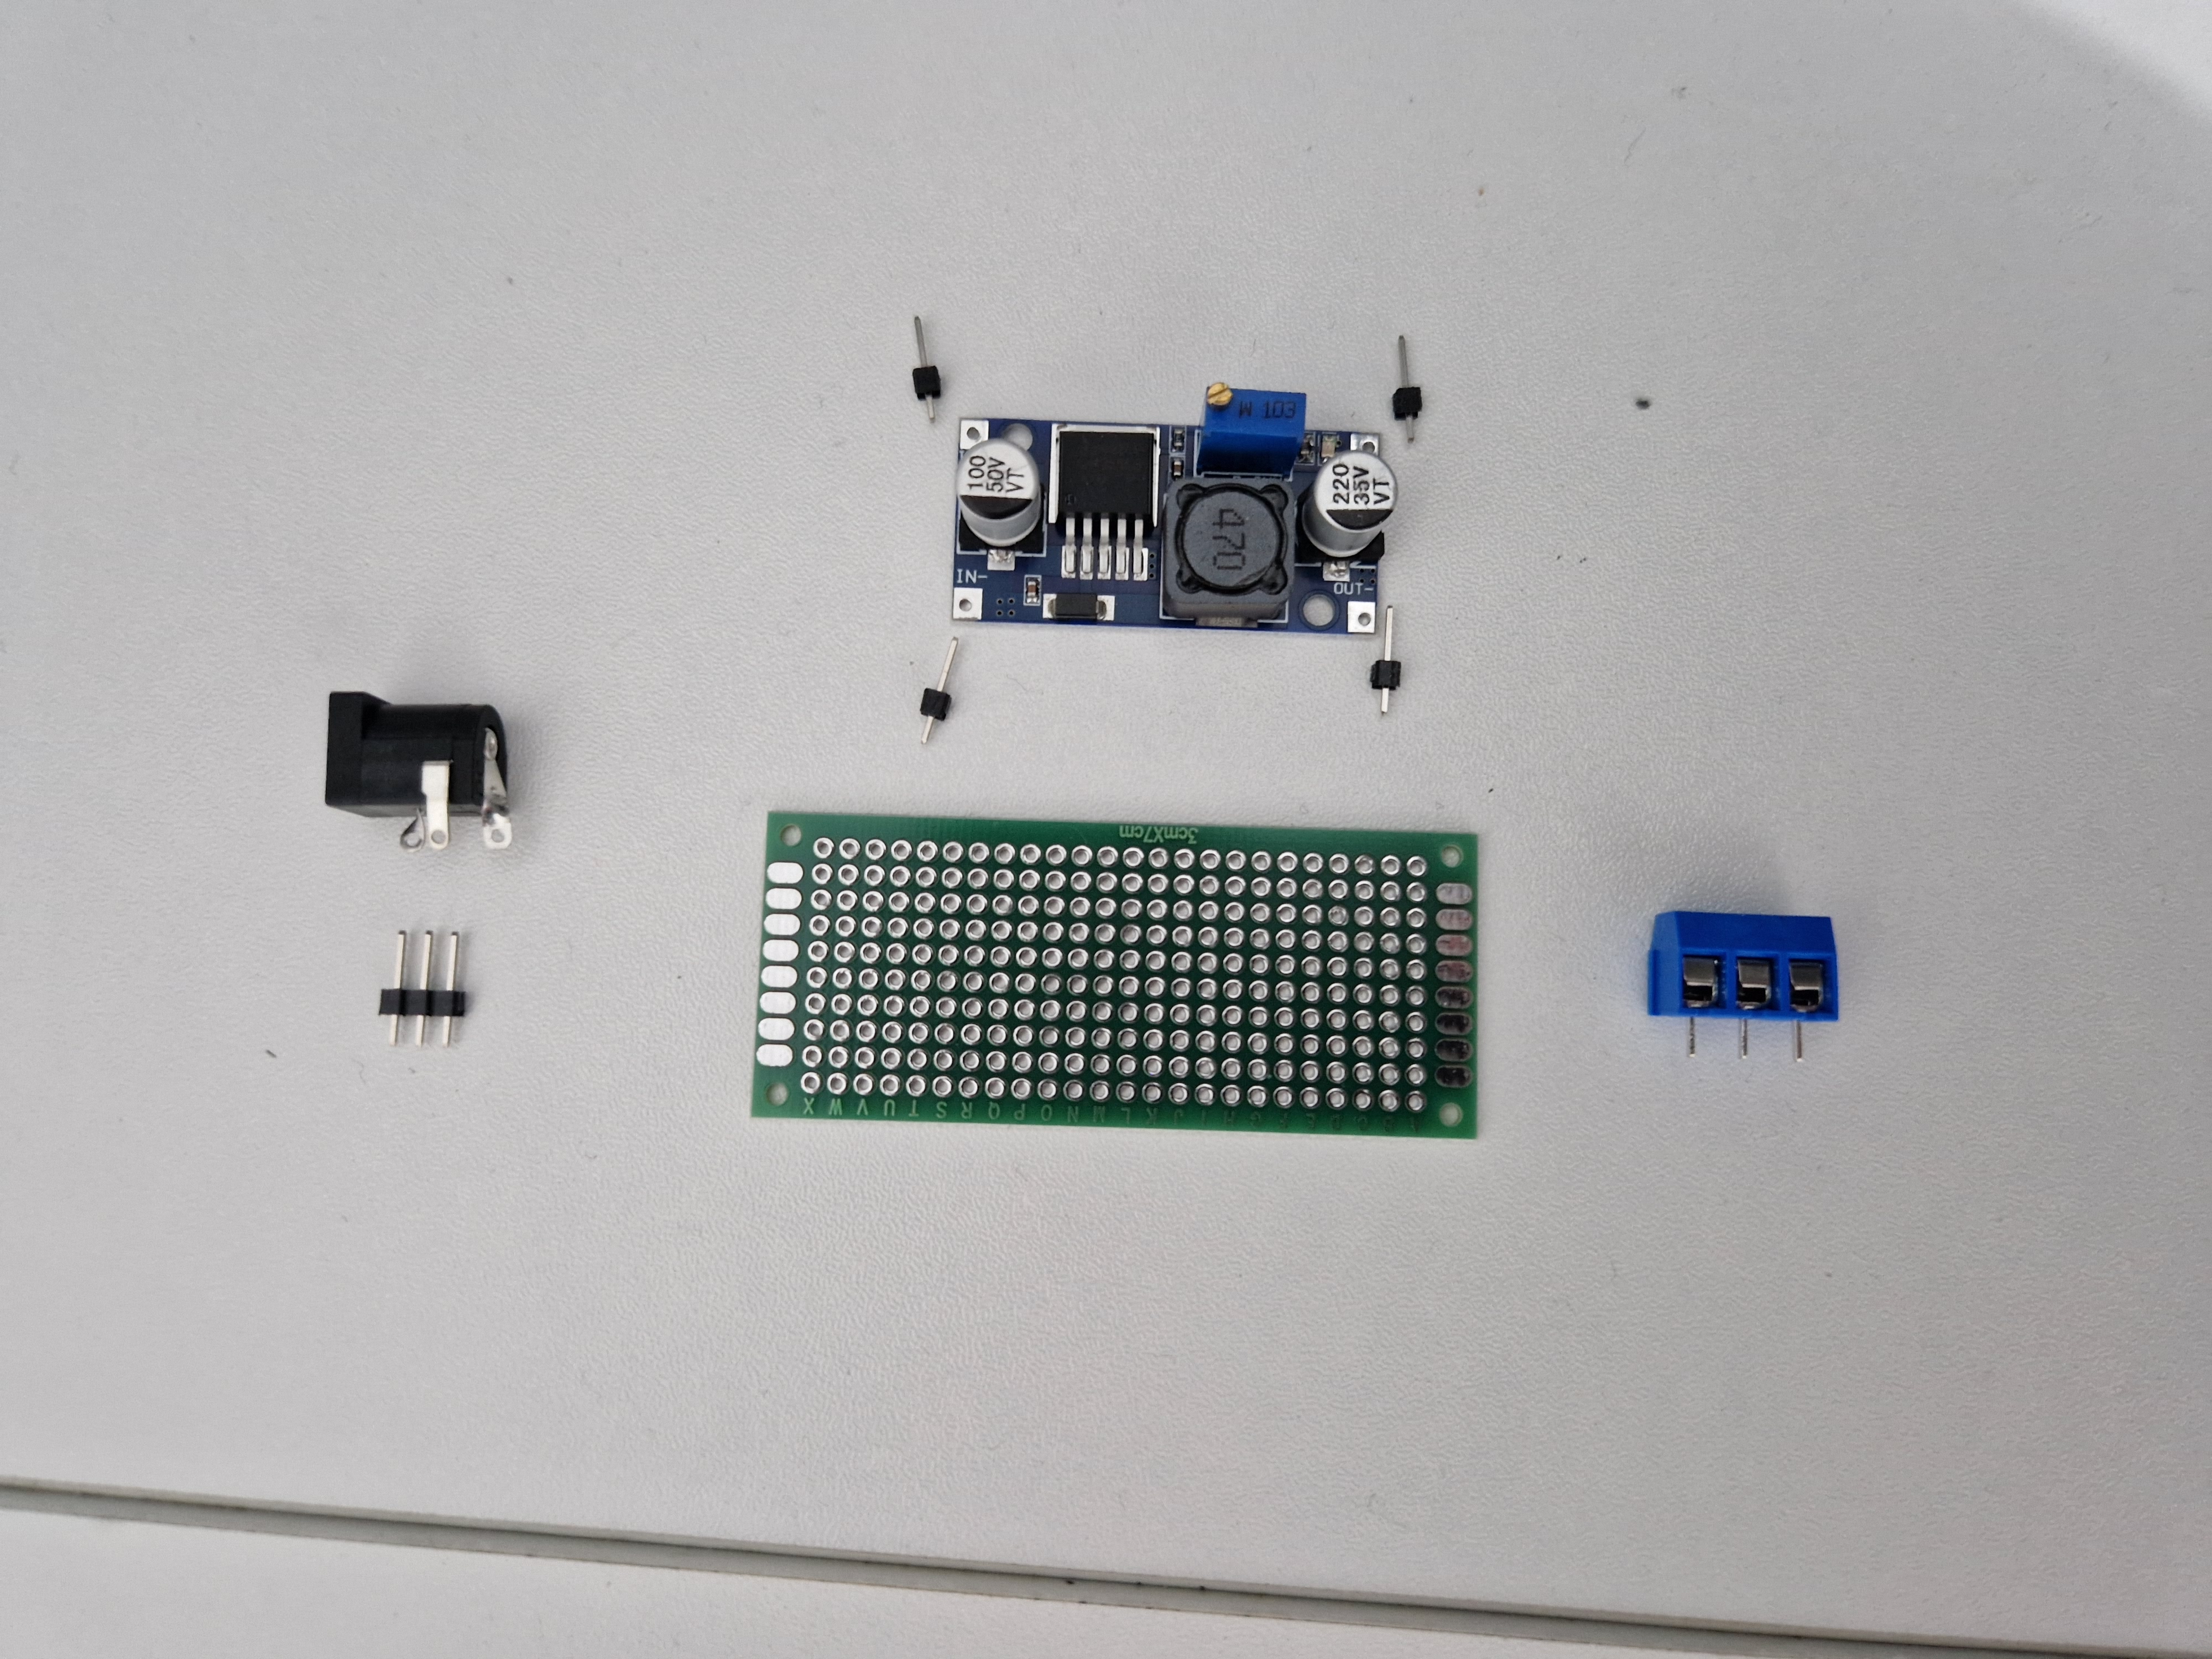 W 103
100
50V
VT
220
35V
VT
470
IN-
OUT-
3cmX7cm
X W V U T S R Q P O N M L K J I H G F E D C B A